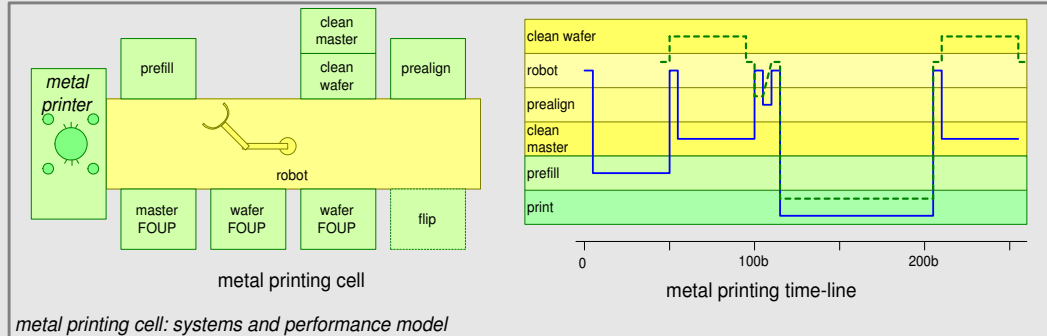 clean
master
clean
wafer
prefill
prealign
metal
printer
robot
master
FOUP
wafer
FOUP
wafer
FOUP
flip
metal printing cell
clean wafer
robot
prealign
clean
master
prefill
print
0
100b
200b
metal printing time-line
metal printing cell: systems and performance model